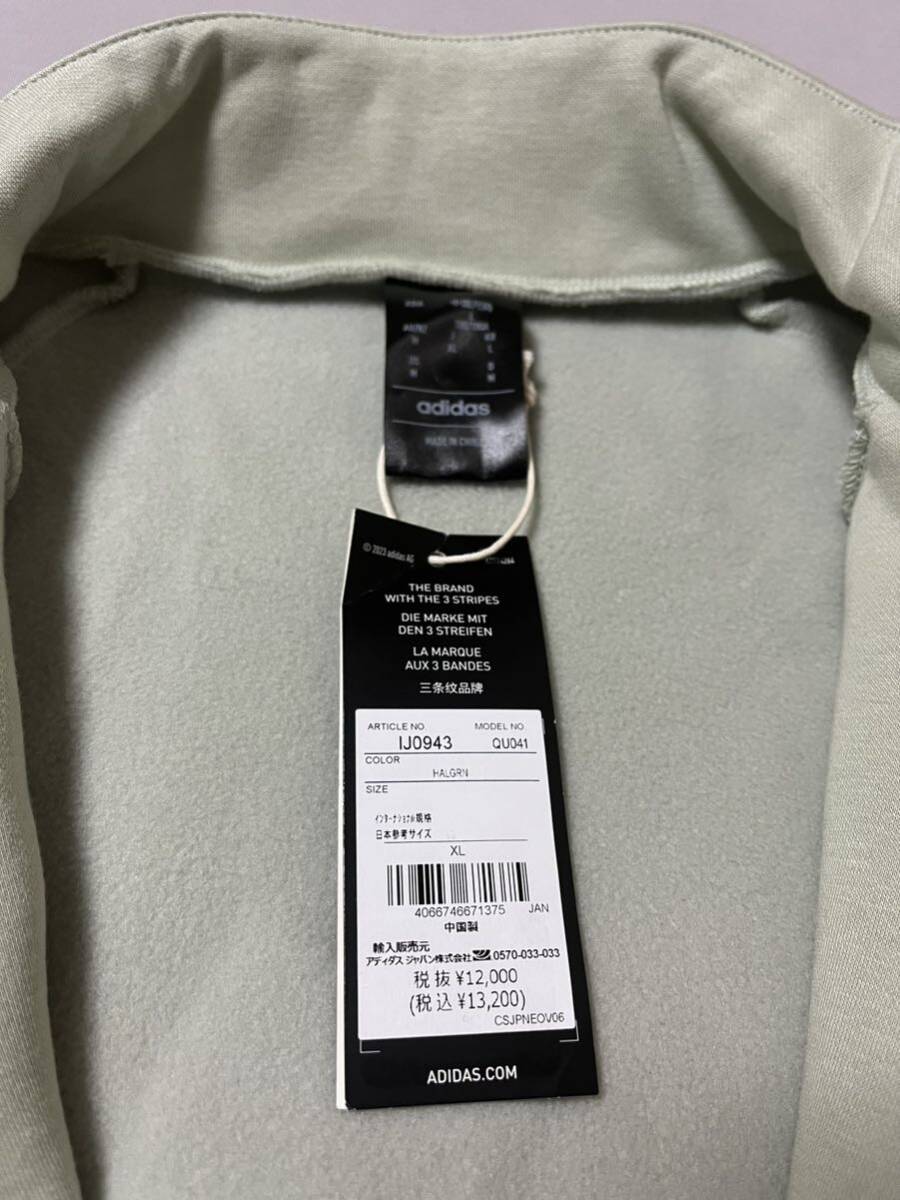 adidas
MADE IN CHINA
© 2023 adidas AG
THE BRAND
WITH THE 3 STRIPES
DIE MARKE MIT
DEN 3 STREIFEN
LA MARQUE
AUX 3 BANDES
三条纹品牌
ARTICLE NO. MODEL NO.
IJ0943 QU041
COLOR
HALGRN
SIZE
インターナショナル規格
日本参考サイズ
XL
4066746671375 JAN
中国製
輸入販売元
アディダス ジャパン株式会社 0570-033-033
税抜 ¥12,000
(税込 ¥13,200)
CSJPNEOV06
ADIDAS.COM